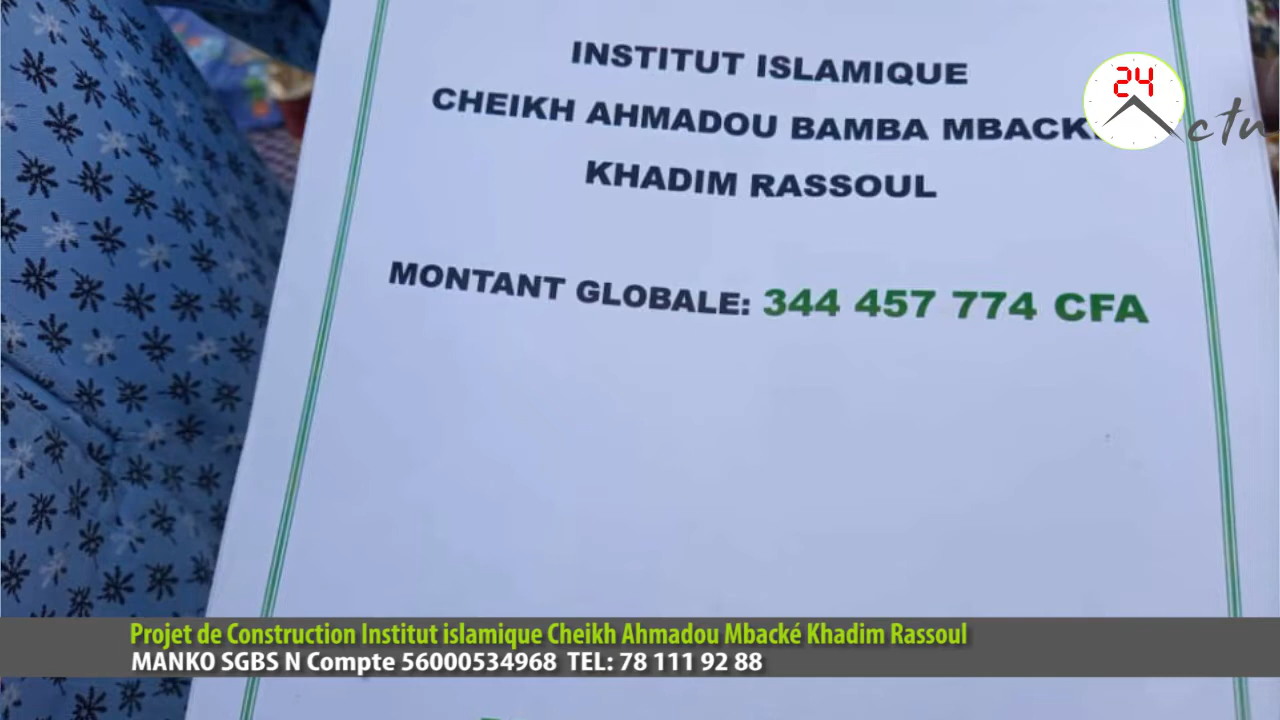 INSTITUT ISLAMIQUE
CHEIKH AHMADOU BAMBA MBACK
KHADIM RASSOUL
MONTANT GLOBALE: 344 457 774 CFA
24
Actu
Projet de Construction Institut islamique Cheikh Ahmadou Mbacké Khadim Rassoul
MANKO SGBS N Compte 56000534968 TEL: 78 111 92 88